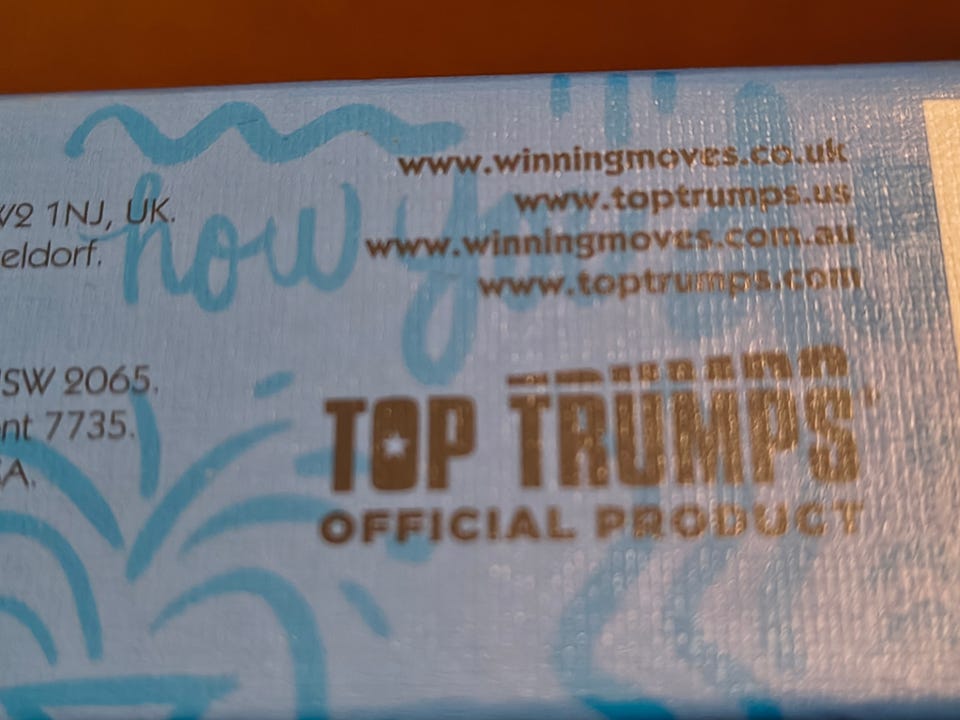 www.winningmoves.co.uk
www.toptrumps.us
www.winningmoves.com.au
www.toptrumps.com
2 1NJ, UK.
eldorf.
how
SW 2065.
nt 7735.
A.
TOP TRUMPS
OFFICIAL PRODUCT